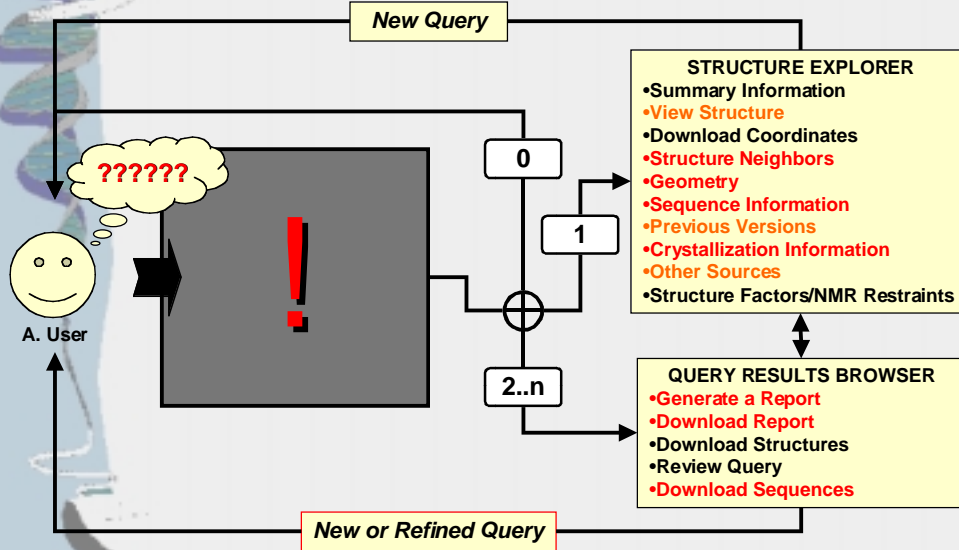 New Query
STRUCTURE EXPLORER
•Summary Information
•View Structure
•Download Coordinates
•Structure Neighbors
•Geometry
•Sequence Information
•Previous Versions
•Crystallization Information
•Other Sources
•Structure Factors/NMR Restraints
??????
!
A. User
0
1
2..n
QUERY RESULTS BROWSER
•Generate a Report
•Download Report
•Download Structures
•Review Query
•Download Sequences
New or Refined Query